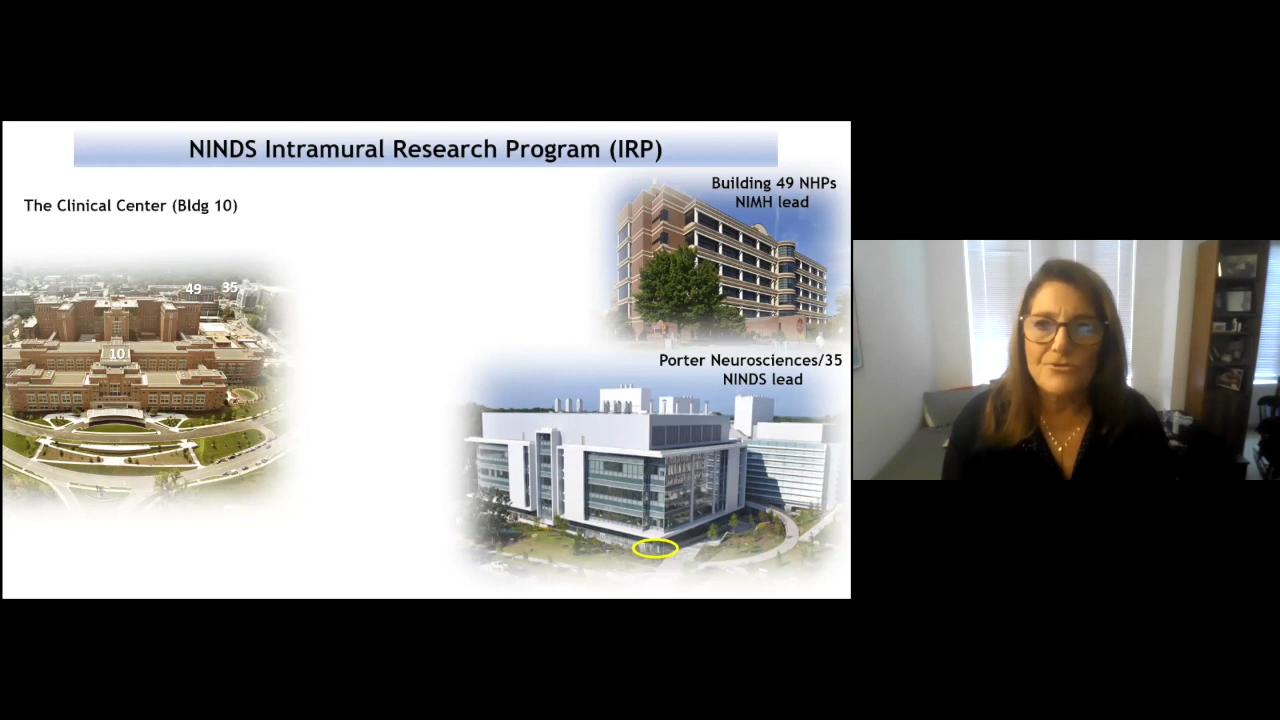 NINDS Intramural Research Program (IRP)
The Clinical Center (Bldg 10)
Building 49 NHPs
NIMH lead
49 35
10
Porter Neurosciences/35
NINDS lead